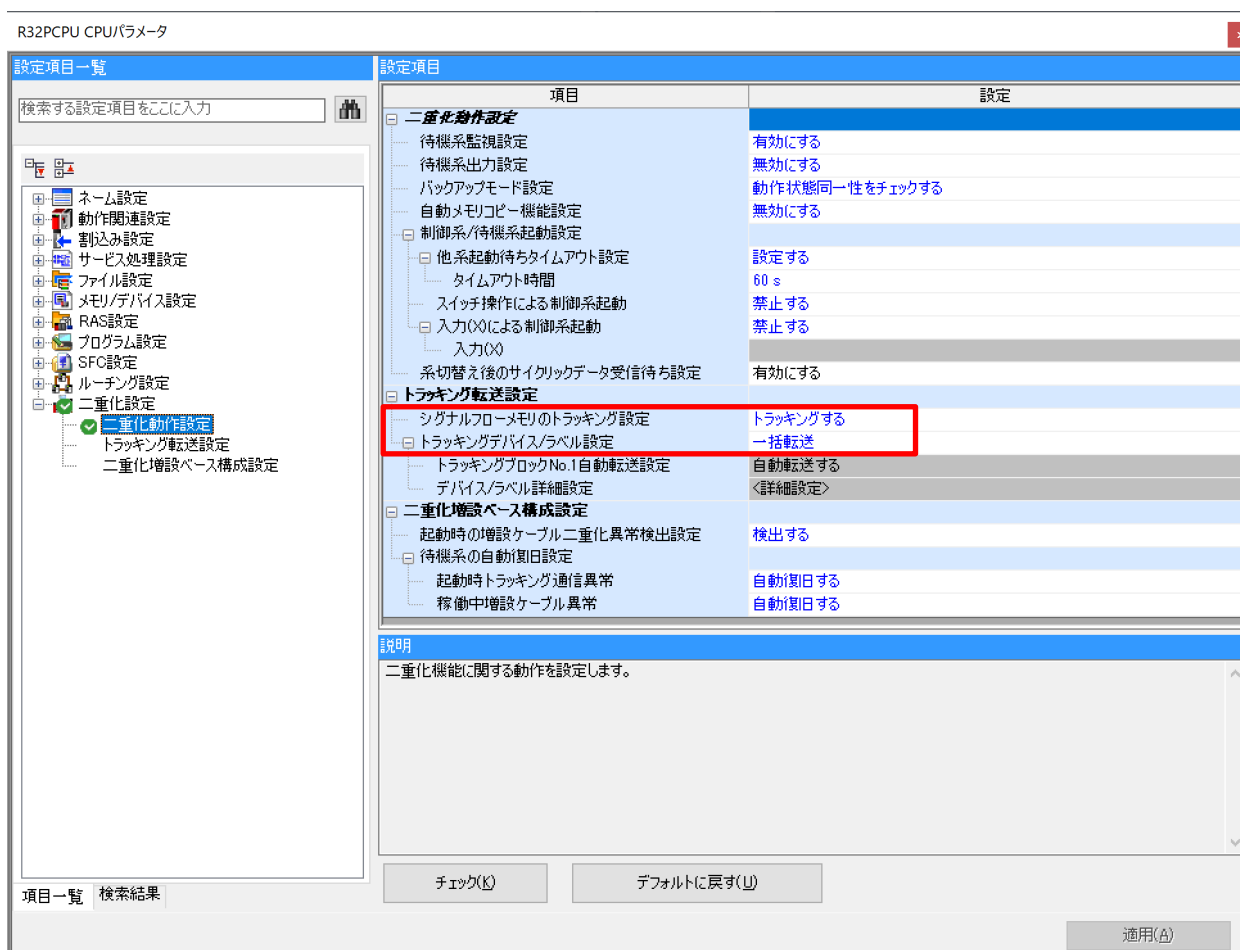 R32PCPU CPUパラメータ
設定項目一覧
検索する設定項目をここに入力
ネーム設定
動作関連設定
割込み設定
サービス処理設定
ファイル設定
メモリ/デバイス設定
RAS設定
プログラム設定
SFC設定
ルーチング設定
二重化設定
二重化動作設定
トラッキング転送設定
二重化増設ベース構成設定
項目一覧 検索結果
設定項目
項目 設定
二重化動作設定
待機系監視設定 有効にする
待機系出力設定 無効にする
バックアップモード設定 動作状態同一性をチェックする
自動メモリコピー機能設定 無効にする
制御系/待機系起動設定
他系起動待ちタイムアウト設定 設定する
タイムアウト時間 60 s
スイッチ操作による制御系起動 禁止する
入力(X)による制御系起動 禁止する
入力(X)
系切替え後のサイクリックデータ受信待ち設定 有効にする
トラッキング転送設定
シグナルフローメモリのトラッキング設定 トラッキングする
トラッキングデバイス/ラベル設定 一括転送
トラッキングブロックNo.1自動転送設定 自動転送する
デバイス/ラベル詳細設定 <詳細設定>
二重化増設ベース構成設定
起動時の増設ケーブル二重化異常検出設定 検出する
待機系の自動復旧設定
起動時トラッキング通信異常 自動復旧する
稼働中増設ケーブル異常 自動復旧する
説明
二重化機能に関する動作を設定します。
チェック(K) デフォルトに戻す(U)
適用(A)